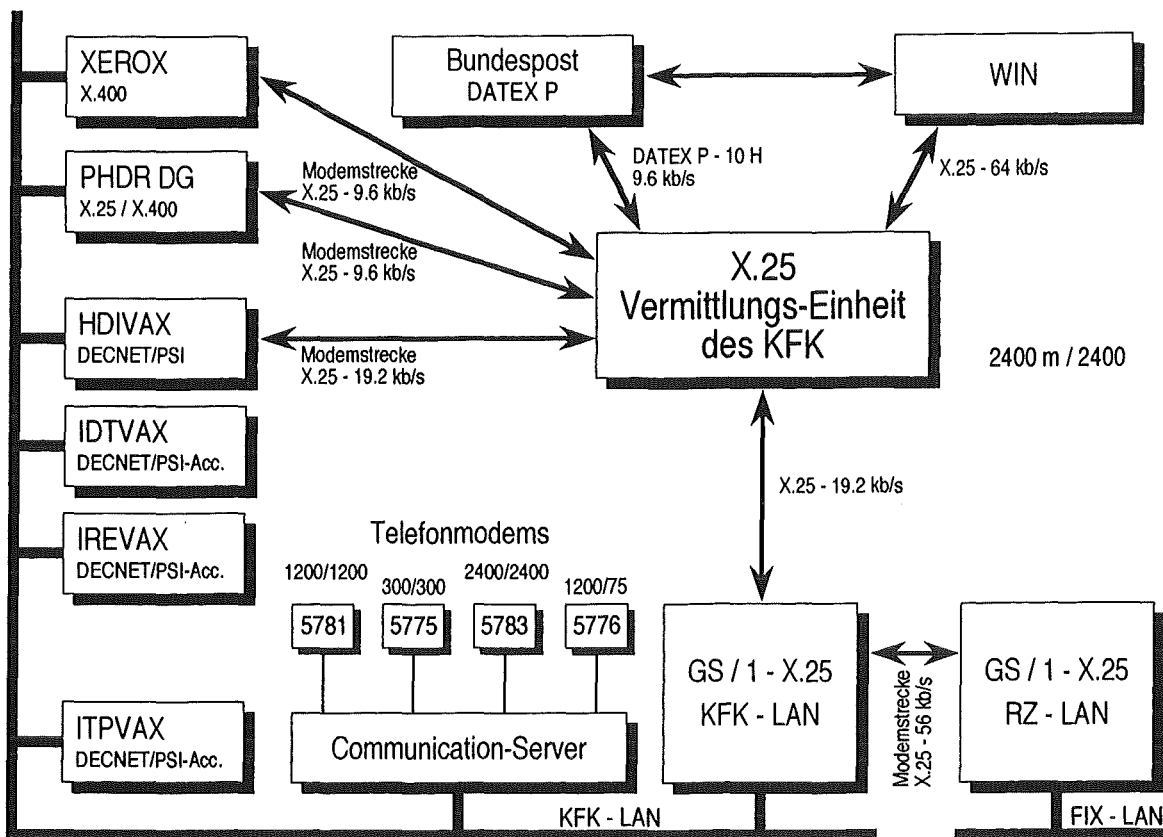 XEROX
X.400
Bundespost
DATEX P
WIN
PHDR DG
X.25 / X.400
Modemstrecke
X.25 - 9.6 kb/s
DATEX P - 10 H
9.6 kb/s
X.25 - 64 kb/s
Modemstrecke
X.25 - 9.6 kb/s
X.25
Vermittlungs-Einheit
des KFK
HDIVAX
DECNET/PSI
Modemstrecke
X.25 - 19.2 kb/s
2400 m / 2400
IDTVAX
DECNET/PSI-Acc.
X.25 - 19.2 kb/s
IREVAX
DECNET/PSI-Acc.
Telefonmodems
1200/1200
300/300
2400/2400
1200/75
5781
5775
5783
5776
GS / 1 - X.25
KFK - LAN
Modemstrecke
X.25 - 56 kb/s
GS / 1 - X.25
RZ - LAN
ITPVAX
DECNET/PSI-Acc.
Communication-Server
KFK - LAN
FIX - LAN